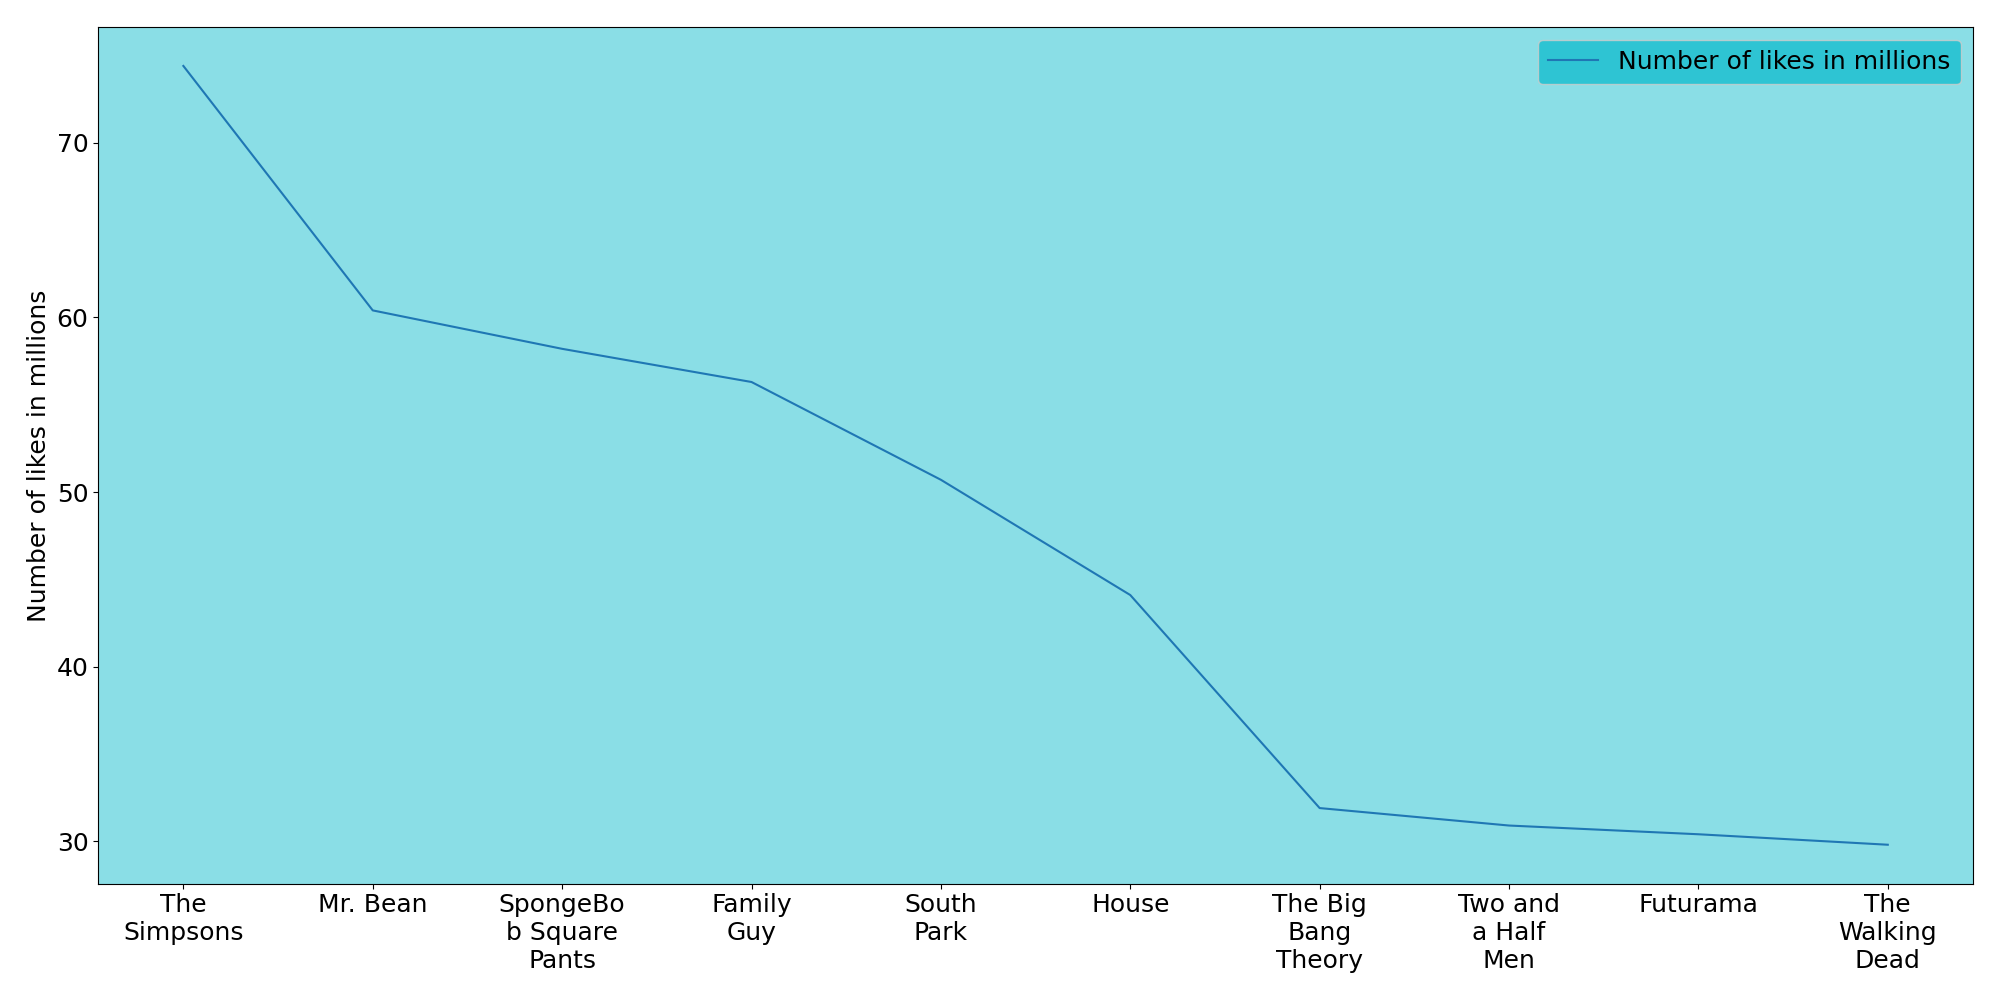 Number of likes in millions
Number of likes in millions
70
60
50
40
30
The
Simpsons
Mr. Bean
SpongeBo
b Square
Pants
Family
Guy
South
Park
House
The Big
Bang
Theory
Two and
a Half
Men
Futurama
The
Walking
Dead